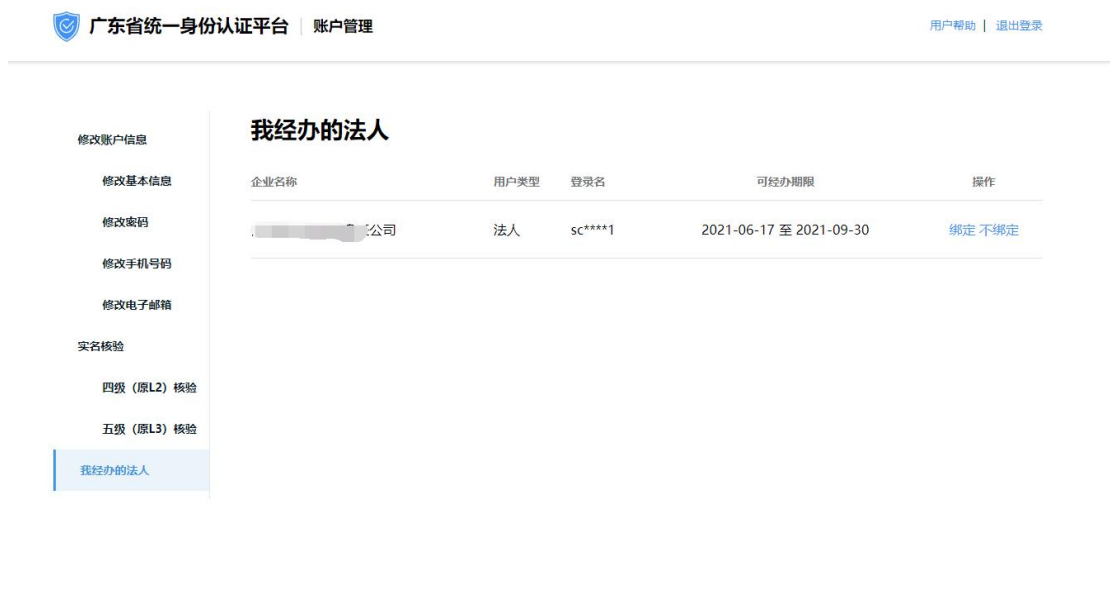 广东省统一身份认证平台 账户管理 用户帮助 | 退出登录
修改账户信息
修改基本信息
修改密码
修改手机号码
修改电子邮箱
实名核验
四级（原L2）核验
五级（原L3）核验
我经办的法人
我经办的法人
企业名称 用户类型 登录名 可经办期限 操作
公司 法人 sc****1 2021-06-17 至 2021-09-30 绑定 不绑定